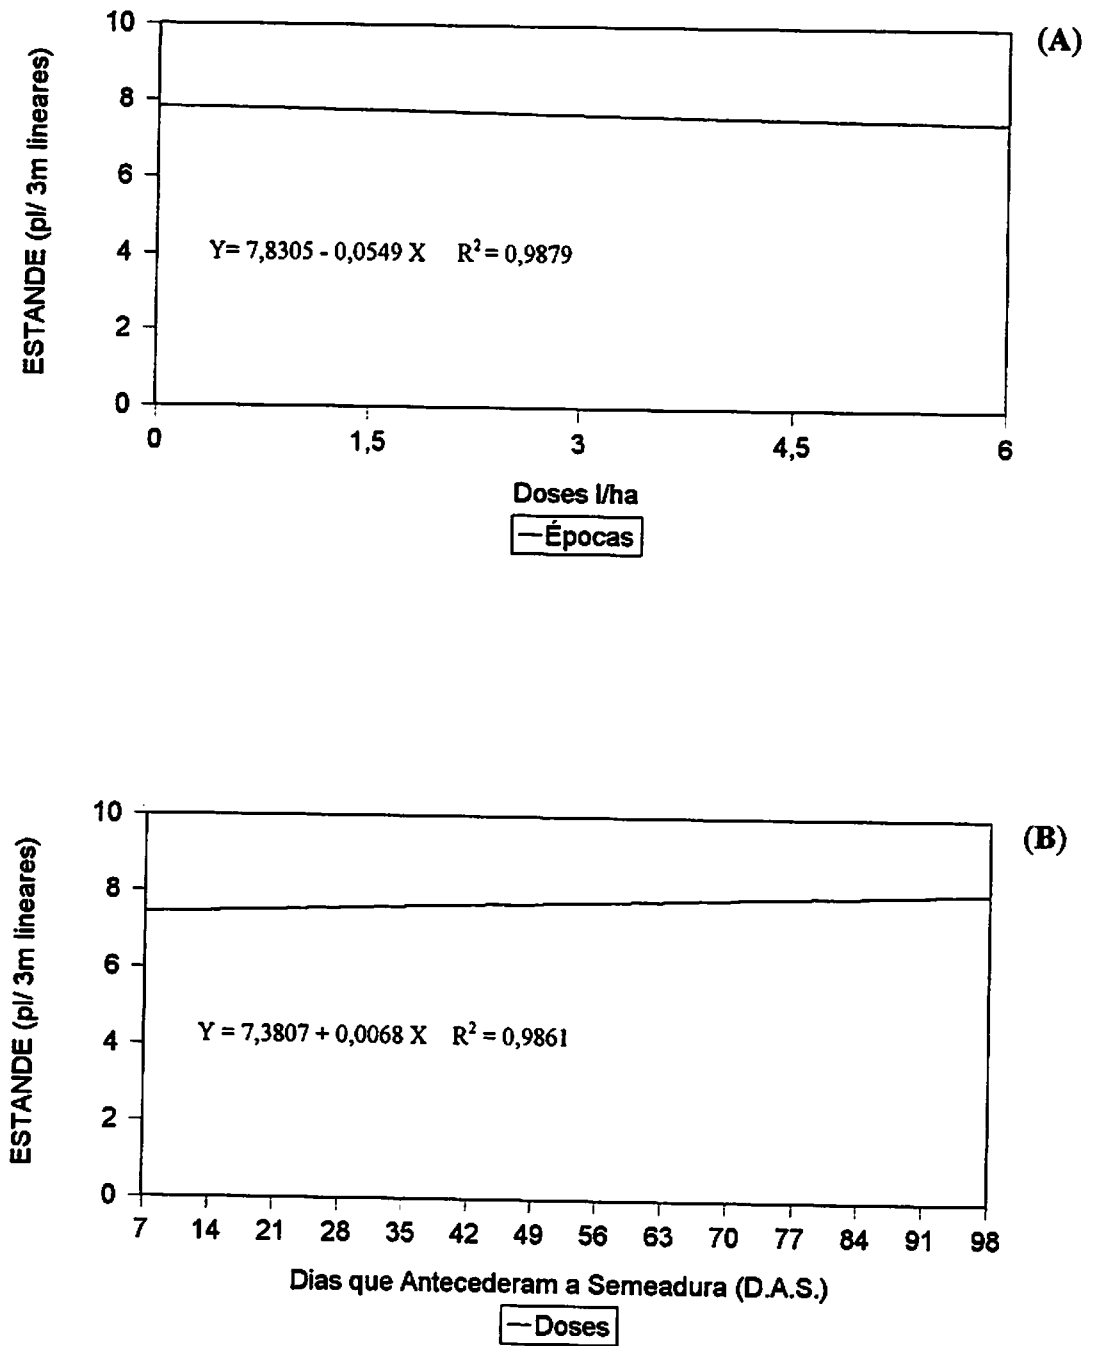 (A)
ESTANDE (pl/ 3m lineares)
10
8
6
4
2
0
Y= 7,8305 - 0,0549 X R² = 0,9879
0 1,5 3 4,5 6
Doses l/ha
Épocas
(B)
ESTANDE (pl/ 3m lineares)
10
8
6
4
2
0
Y = 7,3807 + 0,0068 X R² = 0,9861
7 14 21 28 35 42 49 56 63 70 77 84 91 98
Dias que Antecederam a Semeadura (D.A.S.)
Doses